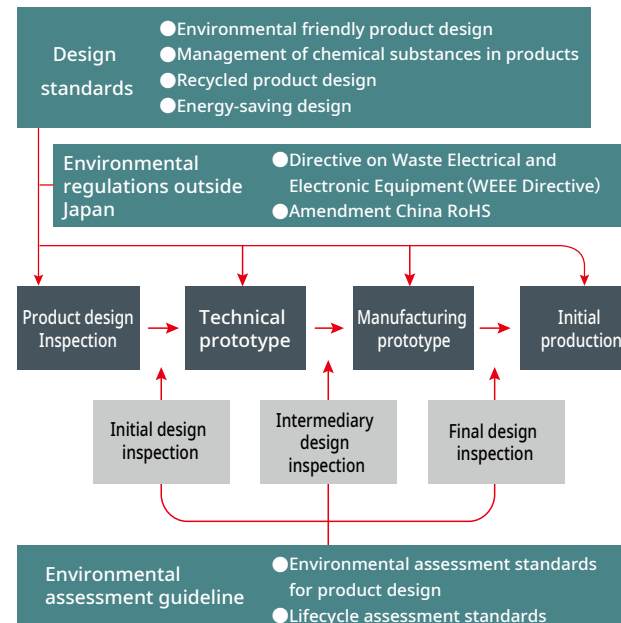 Design
standards
●Environmental friendly product design
●Management of chemical substances in products
●Recycled product design
●Energy-saving design
Environmental
regulations outside
Japan
●Directive on Waste Electrical and
Electronic Equipment (WEEE Directive)
●Amendment China RoHS
Product design
Inspection
Technical
prototype
Manufacturing
prototype
Initial
production
Initial design
inspection
Intermediary
design
inspection
Final design
inspection
Environmental
assessment guideline
●Environmental assessment standards
for product design
●Lifecycle assessment standards